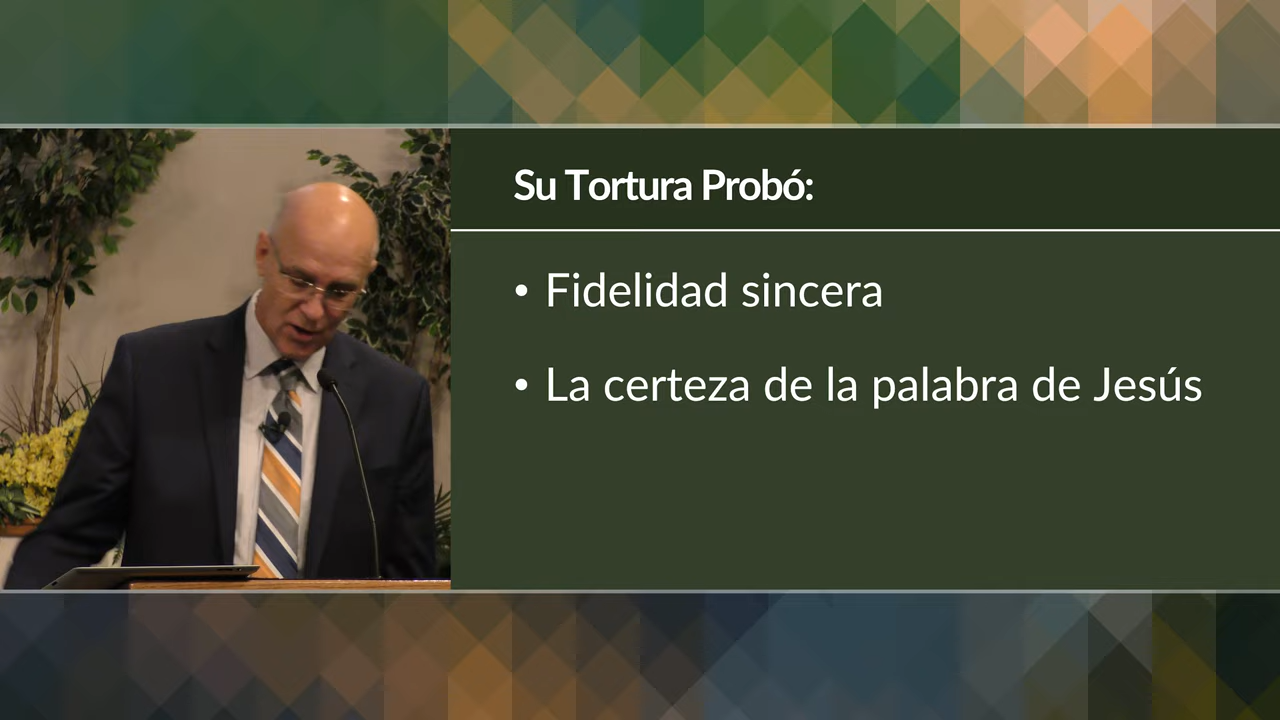 Su Tortura Probó:
• Fidelidad sincera
• La certeza de la palabra de Jesús